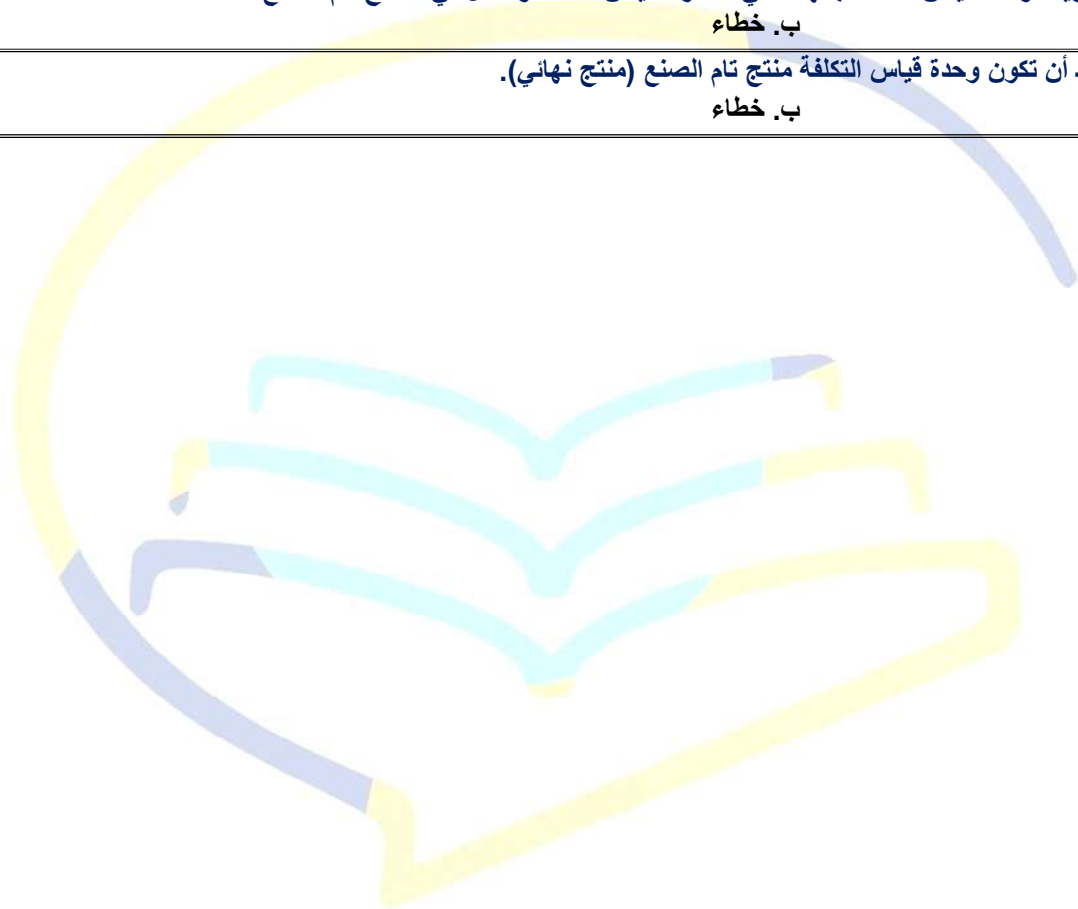 ب. خطاء
أن تكون وحدة قياس التكلفة منتج تام الصنع (منتج نهائي).
ب. خطاء